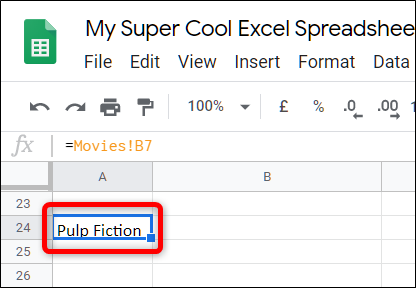 My Super Cool Excel Spreadshee
File Edit View Insert Format Data
100% £ % .0 .00 1
fx =Movies!B7
A B
23
24 Pulp Fiction
25
26